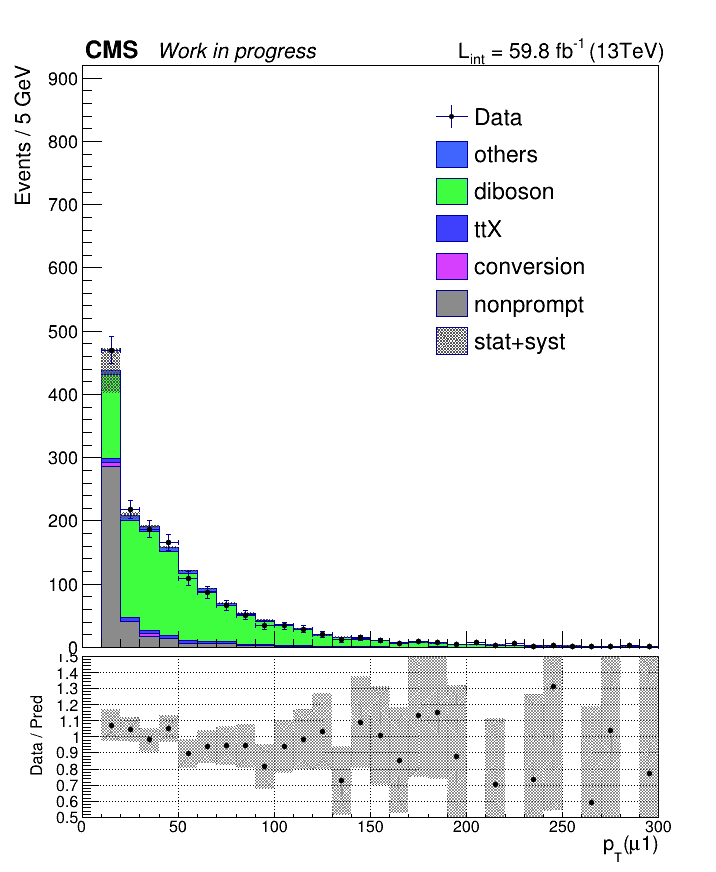 CMS Work in progress L_int = 59.8 fb^-1 (13TeV)
Events / 5 GeV
900
800
700
600
500
400
300
200
100
0
Data
others
diboson
ttX
conversion
nonprompt
stat+syst
Data / Pred
1.5
1.4
1.3
1.2
1.1
1
0.9
0.8
0.7
0.6
0.5
0 50 100 150 200 250 300
p_T(μ1)